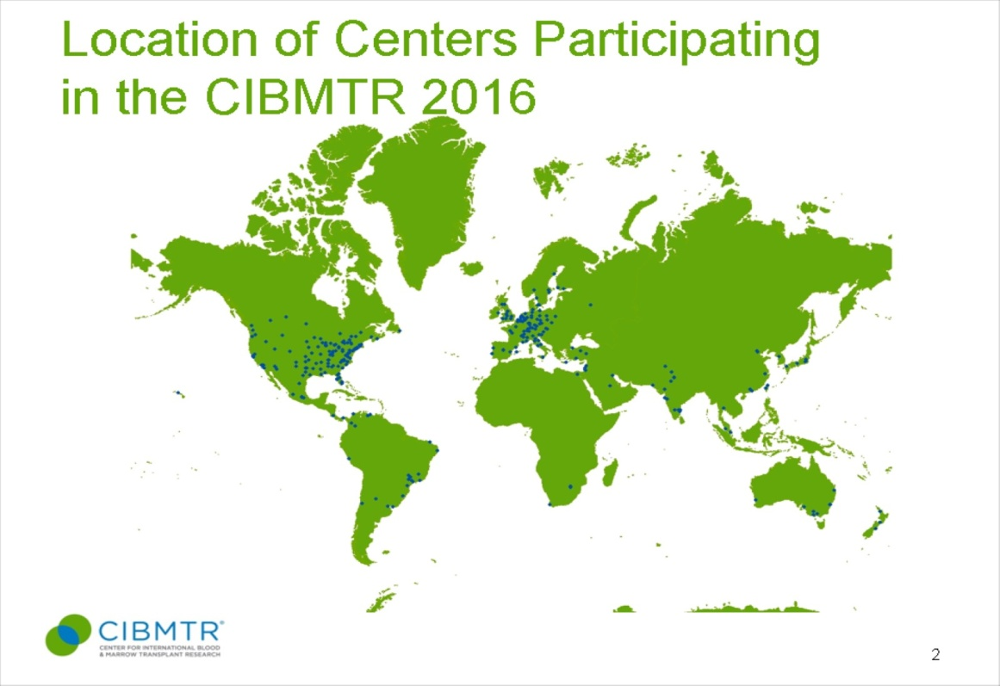 Location of Centers Participating
in the CIBMTR 2016
CIBMTR®
CENTER FOR INTERNATIONAL BLOOD
& MARROW TRANSPLANT RESEARCH
2